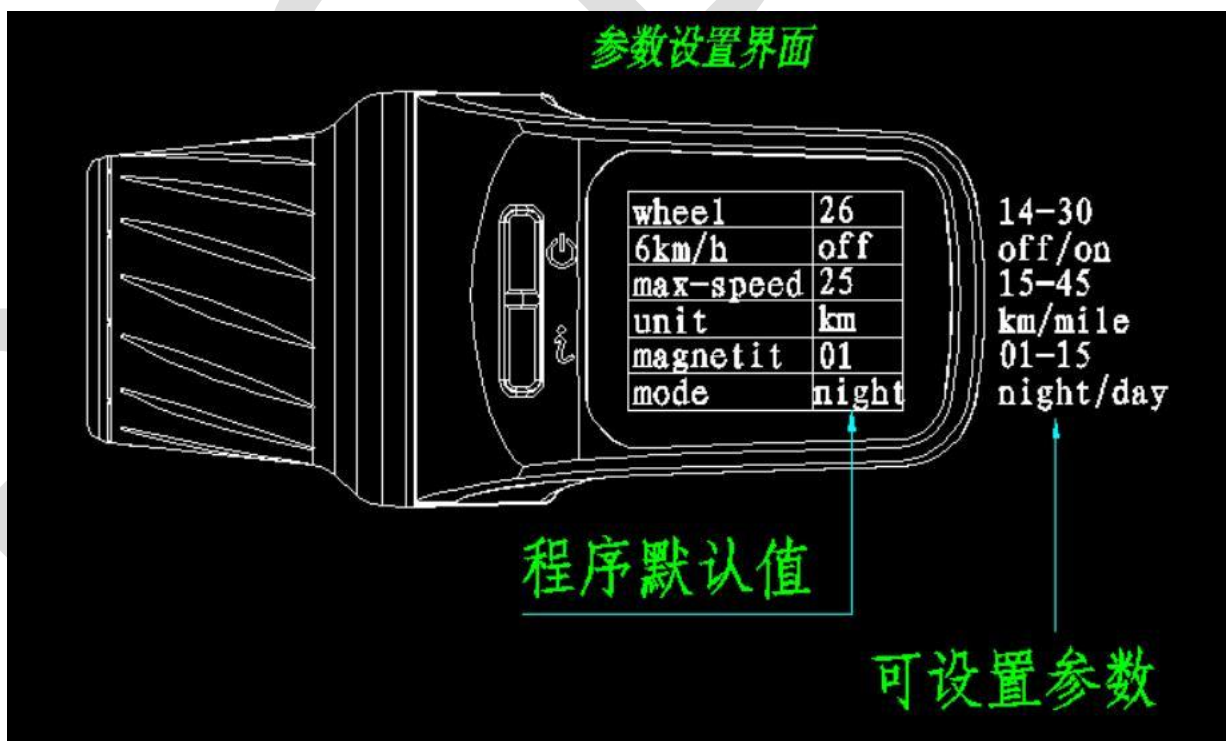 参数设置界面
wheel 26 14-30
6km/h off off/on
max-speed 25 15-45
unit km km/mile
magnetit 01 01-15
mode night night/day
程序默认值
可设置参数